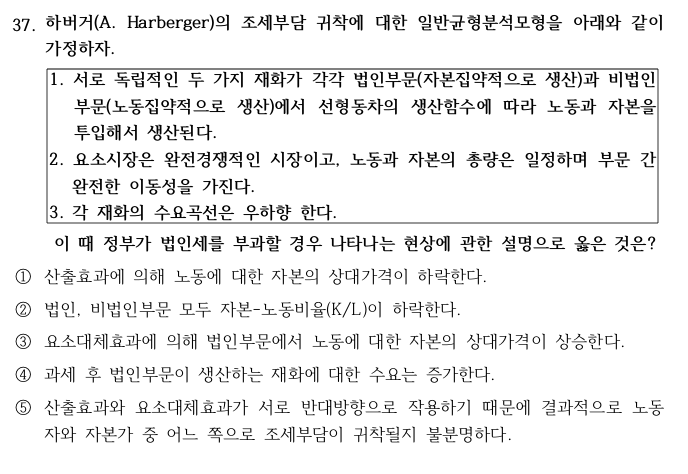 37. 하버거(A. Harberger)의 조세부담 귀착에 대한 일반균형분석모형을 아래와 같이
가정하자.
1. 서로 독립적인 두 가지 재화가 각각 법인부문(자본집약적으로 생산)과 비법인
부문(노동집약적으로 생산)에서 선형동차의 생산함수에 따라 노동과 자본을
투입해서 생산된다.
2. 요소시장은 완전경쟁적인 시장이고, 노동과 자본의 총량은 일정하며 부문 간
완전한 이동성을 가진다.
3. 각 재화의 수요곡선은 우하향 한다.
이 때 정부가 법인세를 부과할 경우 나타나는 현상에 관한 설명으로 옳은 것은?
① 산출효과에 의해 노동에 대한 자본의 상대가격이 하락한다.
② 법인, 비법인부문 모두 자본-노동비율(K/L)이 하락한다.
③ 요소대체효과에 의해 법인부문에서 노동에 대한 자본의 상대가격이 상승한다.
④ 과세 후 법인부문이 생산하는 재화에 대한 수요는 증가한다.
⑤ 산출효과와 요소대체효과가 서로 반대방향으로 작용하기 때문에 결과적으로 노동
자와 자본가 중 어느 쪽으로 조세부담이 귀착될지 불분명하다.